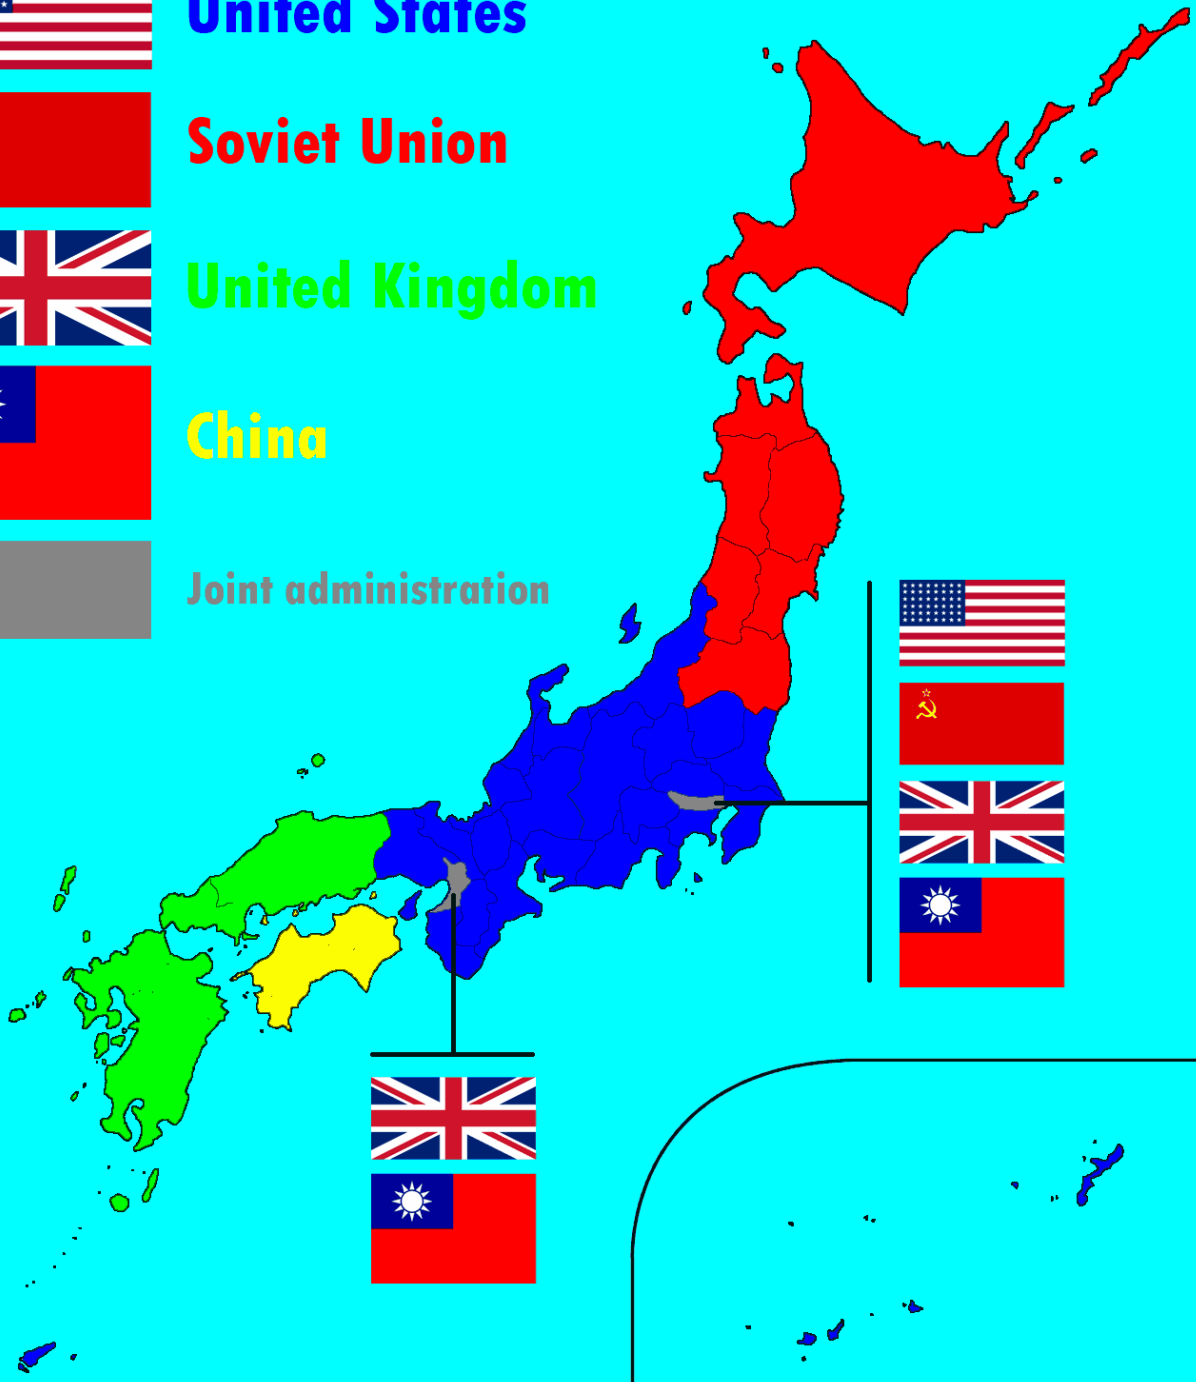 United States
Soviet Union
United Kingdom
China
Joint administration